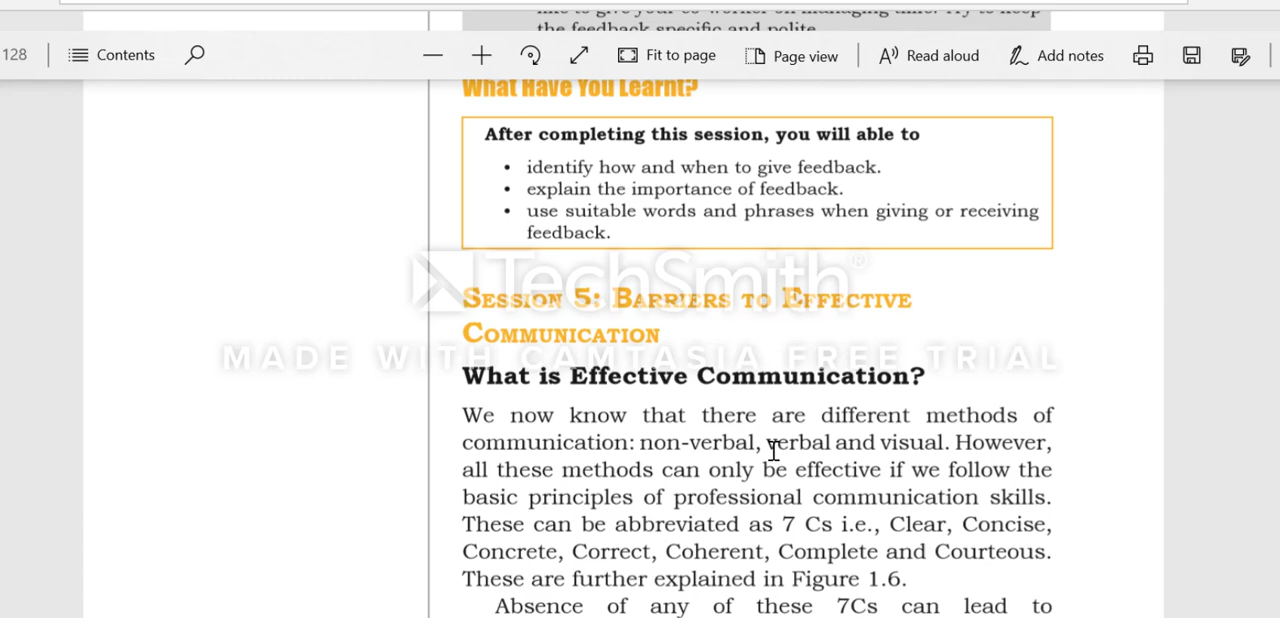 the feedback specific and polite.
128 Contents Fit to page Page view Read aloud Add notes
What Have You Learnt?
After completing this session, you will able to
• identify how and when to give feedback.
• explain the importance of feedback.
• use suitable words and phrases when giving or receiving
feedback.
TechSmith®
SESSION 5: BARRIERS TO EFFECTIVE
COMMUNICATION
MADE WITH CAMTASIA FREE TRIAL
What is Effective Communication?
We now know that there are different methods of
communication: non-verbal, verbal and visual. However,
all these methods can only be effective if we follow the
basic principles of professional communication skills.
These can be abbreviated as 7 Cs i.e., Clear, Concise,
Concrete, Correct, Coherent, Complete and Courteous.
These are further explained in Figure 1.6.
Absence of any of these 7Cs can lead to